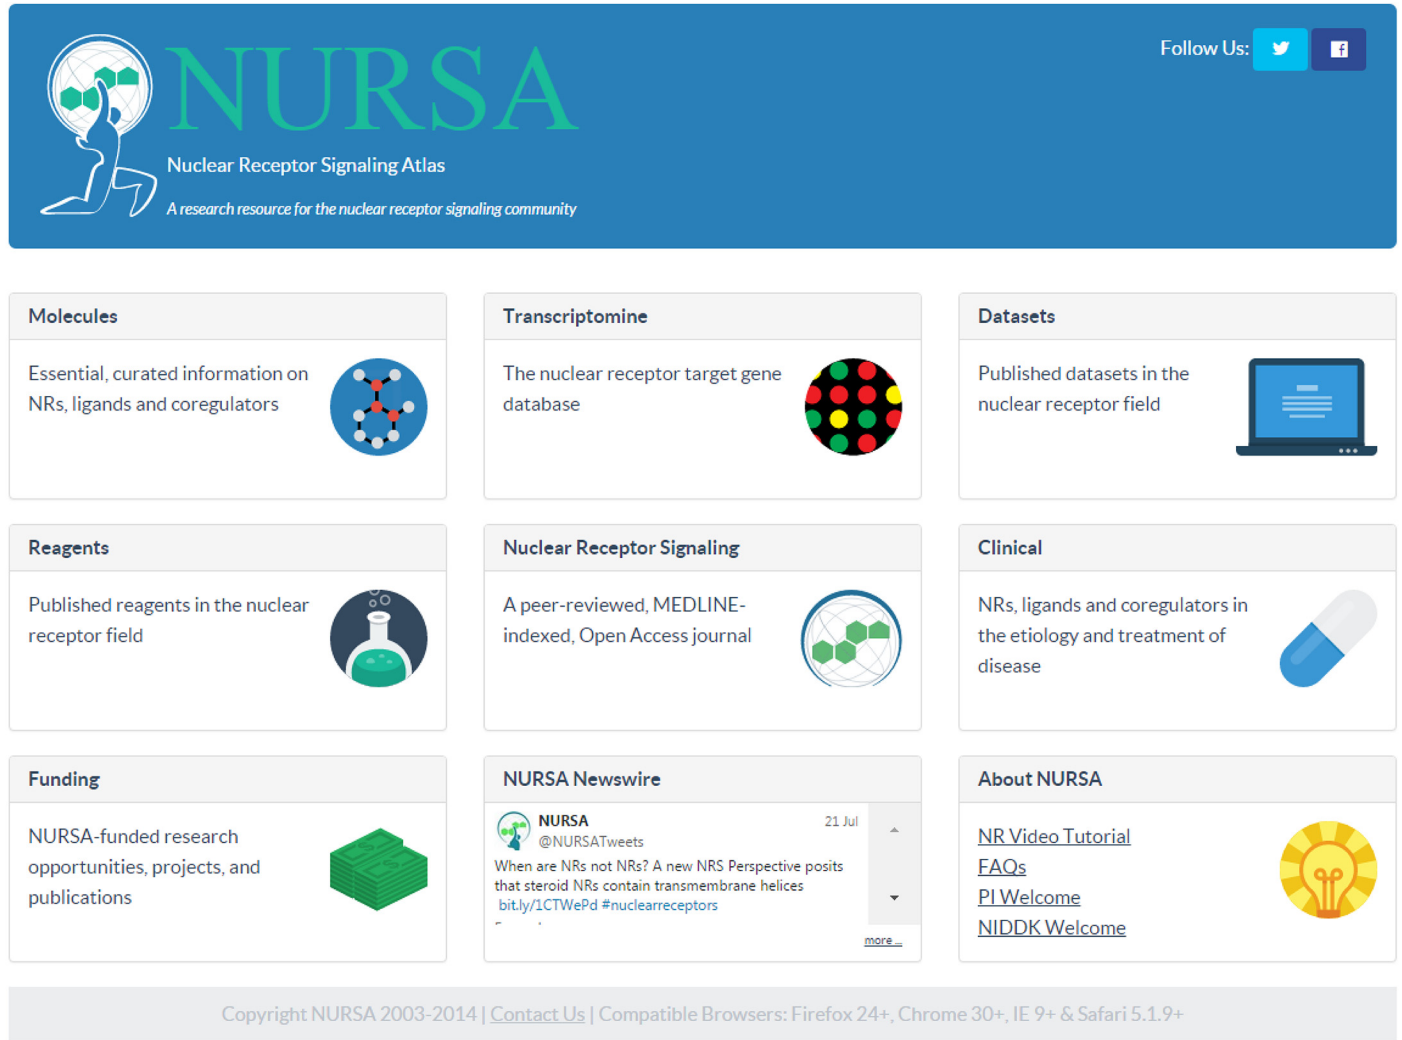 NURSA
Nuclear Receptor Signaling Atlas
A research resource for the nuclear receptor signaling community
Follow Us:
Molecules
Essential, curated information on
NRs, ligands and coregulators
Transcriptomine
The nuclear receptor target gene
database
Datasets
Published datasets in the
nuclear receptor field
Reagents
Published reagents in the nuclear
receptor field
Nuclear Receptor Signaling
A peer-reviewed, MEDLINE-
indexed, Open Access journal
Clinical
NRs, ligands and coregulators in
the etiology and treatment of
disease
Funding
NURSA-funded research
opportunities, projects, and
publications
NURSA Newswire
NURSA 21 Jul
@NURSATweets
When are NRs not NRs? A new NRS Perspective posits
that steroid NRs contain transmembrane helices
bit.ly/1CTWePd #nuclearreceptors
more ...
About NURSA
NR Video Tutorial
FAQs
PI Welcome
NIDDK Welcome
Copyright NURSA 2003-2014 | Contact Us | Compatible Browsers: Firefox 24+, Chrome 30+, IE 9+ & Safari 5.1.9+